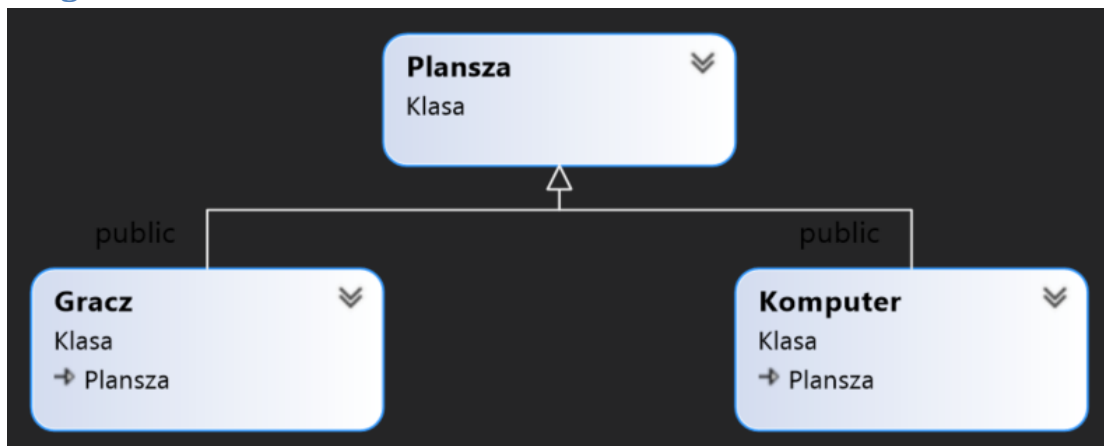 Plansza
Klasa
public
public
Gracz
Klasa
Plansza
Komputer
Klasa
Plansza